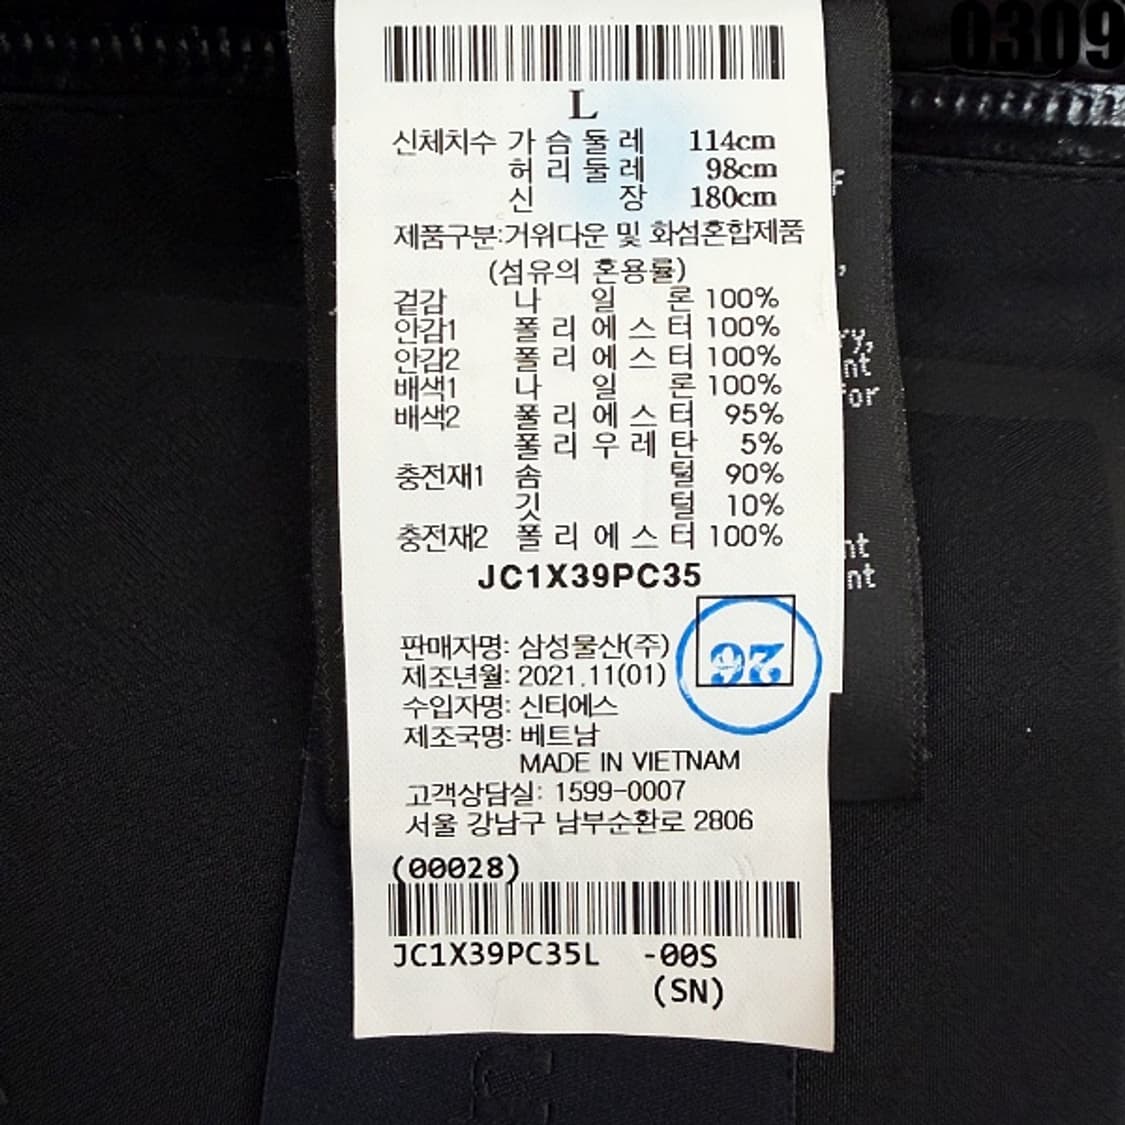 0309
L
신체치수 가 슴 둘 레 114cm
허 리 둘 레 98cm
신 장 180cm
제품구분:거위다운 및 화섬혼합제품
(섬유의 혼용률)
겉감 나 일 론 100%
안감1 폴 리 에 스 터 100%
안감2 폴 리 에 스 터 100%
배색1 나 일 론 100%
배색2 폴 리 에 스 터 95%
폴 리 우 레 탄 5%
충전재1 솜 털 90%
깃 털 10%
충전재2 폴 리 에 스 터 100%
JC1X39PC35
26
판매자명: 삼성물산(주)
제조년월: 2021.11(01)
수입자명: 신티에스
제조국명: 베트남
MADE IN VIETNAM
고객상담실: 1599-0007
서울 강남구 남부순환로 2806
(00028)
JC1X39PC35L -00S
(SN)